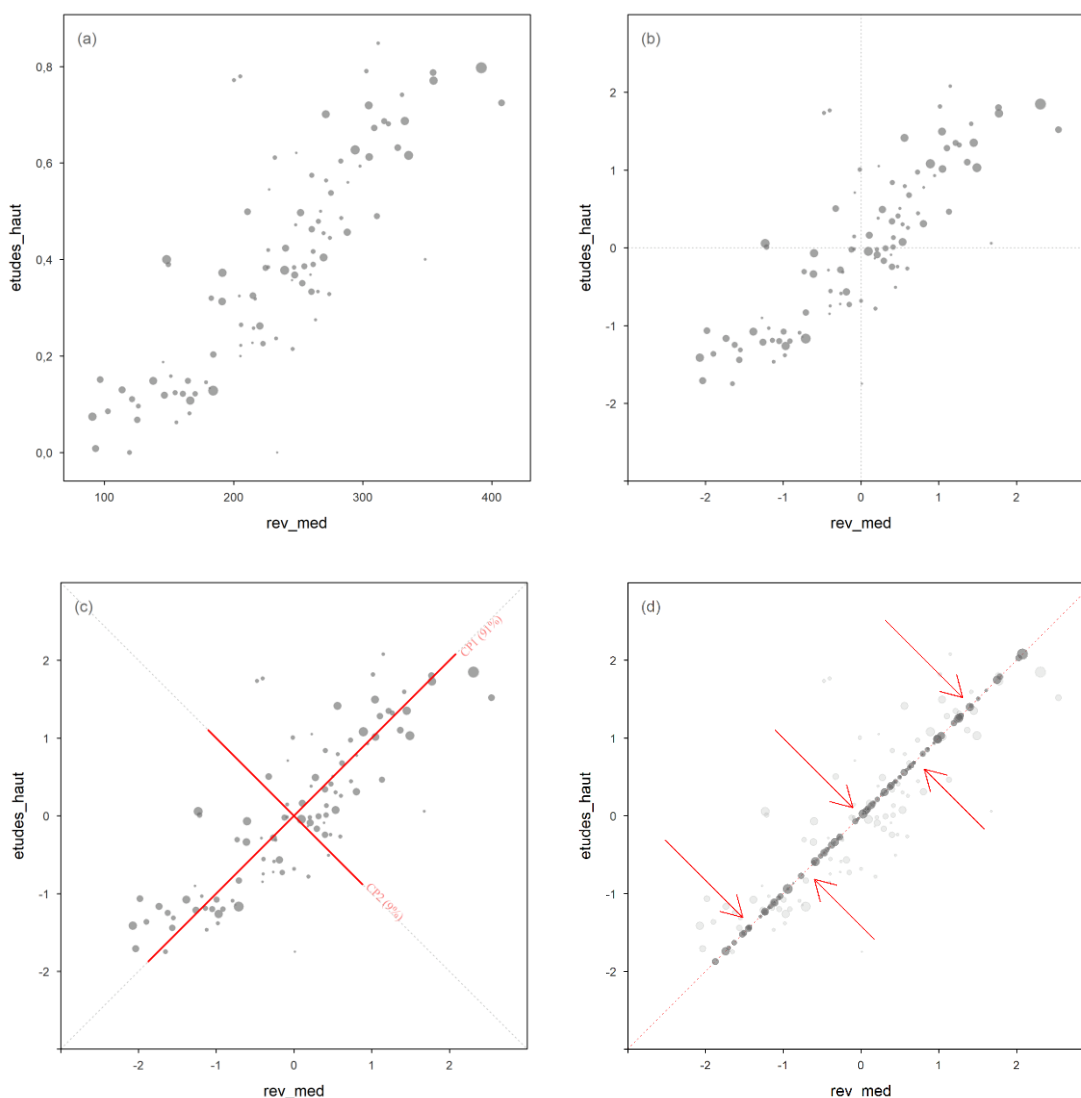 (a)
0,8
0,6
0,4
0,2
0,0
etudes_haut
100 200 300 400
rev_med
(b)
2
1
0
-1
-2
etudes_haut
-2 -1 0 1 2
rev_med
(c)
CP1 (91%)
CP2 (9%)
2
1
0
-1
-2
etudes_haut
-2 -1 0 1 2
rev_med
(d)
2
1
0
-1
-2
etudes_haut
-2 -1 0 1 2
rev_med